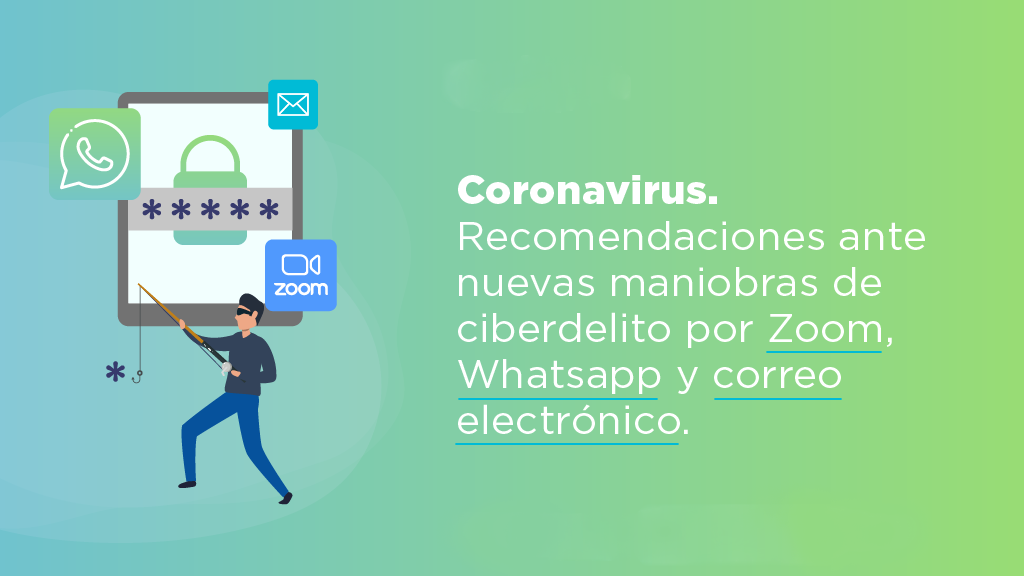 * * * * *
zoom
*
Coronavirus.
Recomendaciones ante
nuevas maniobras de
ciberdelito por Zoom,
Whatsapp y correo
electrónico.